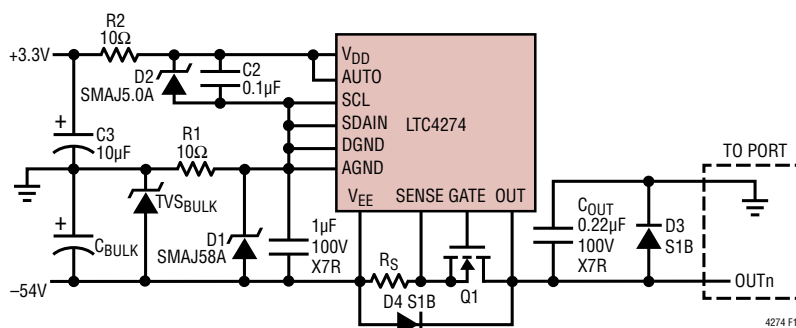 +3.3V
R2
10Ω
D2
SMAJ5.0A
C2
0.1µF
VDD
AUTO
SCL
SDAIN
DGND
AGND
LTC4274
VEE
SENSE
GATE
OUT
+
C3
10µF
R1
10Ω
TO PORT
+
CBULK
TVSBULK
D1
SMAJ58A
1µF
100V
X7R
RS
Q1
D4 S1B
COUT
0.22µF
100V
X7R
D3
S1B
–54V
OUTn
4274 F1